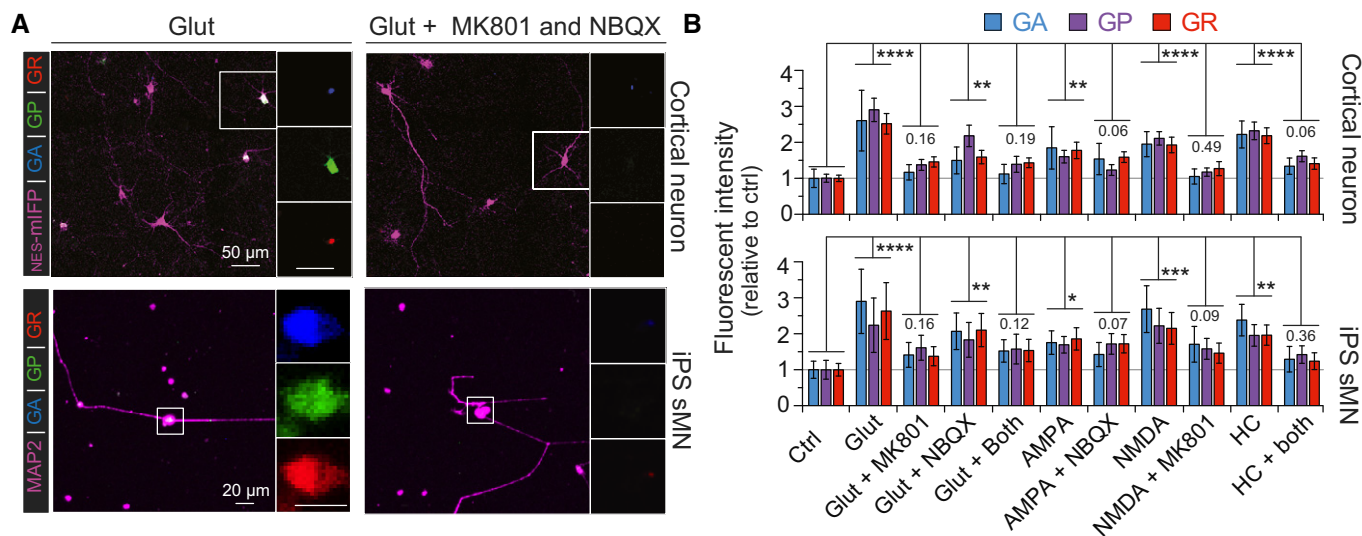 A
Glut
Glut + MK801 and NBQX
NES-mIFP | GA | GP | GR
50 µm
Cortical neuron
MAP2 | GA | GP | GR
20 µm
iPS sMN
B
GA GP GR
Fluorescent intensity
(relative to ctrl)
**** ** ** **** ****
4
3
2
1
0
0.16 0.19 0.06 0.49 0.06
Cortical neuron
**** ** * *** **
4
3
2
1
0
0.16 0.12 0.07 0.09 0.36
iPS sMN
Ctrl
Glut
Glut + MK801
Glut + NBQX
Glut + Both
AMPA
AMPA + NBQX
NMDA
NMDA + MK801
HC
HC + both